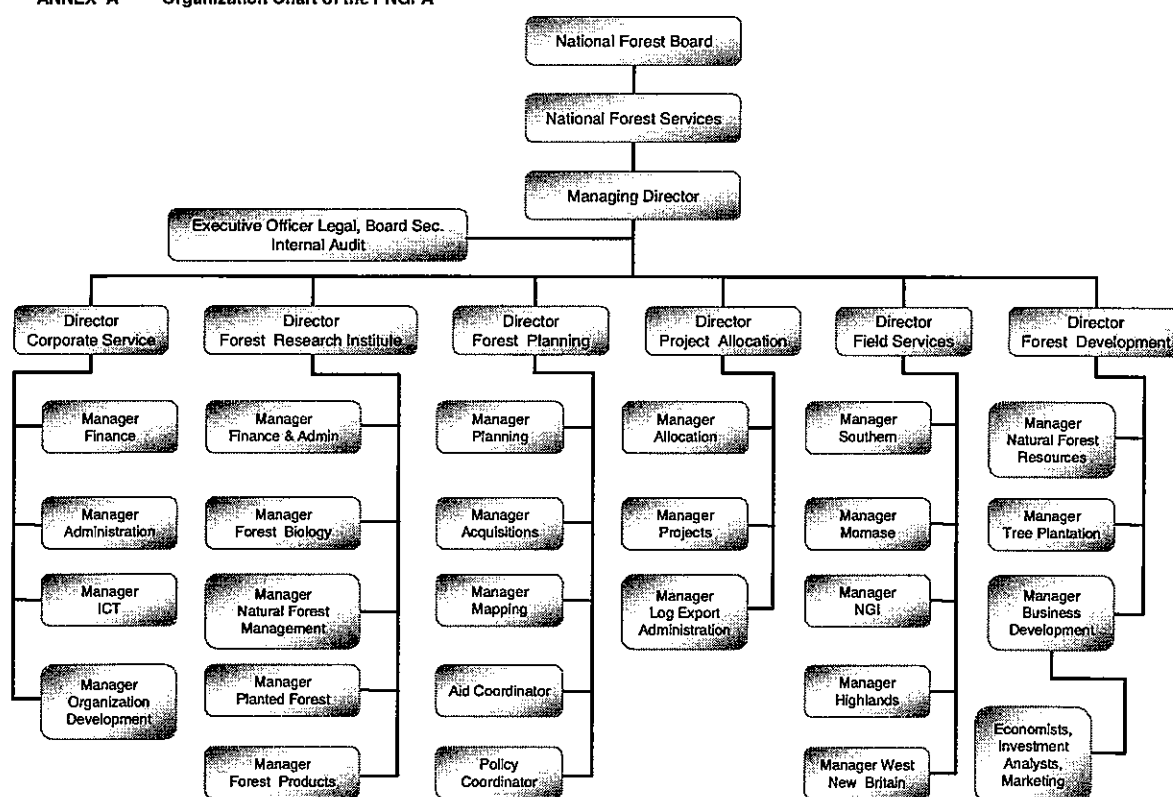 ANNEX A Organization Chart of the PNGFA
National Forest Board
National Forest Services
Managing Director
Executive Officer Legal, Board Sec.
Internal Audit
Director
Corporate Service
Director
Forest Research Institute
Director
Forest Planning
Director
Project Allocation
Director
Field Services
Director
Forest Development
Manager
Finance
Manager
Administration
Manager
ICT
Manager
Organization
Development
Manager
Finance & Admin
Manager
Forest Biology
Manager
Natural Forest
Management
Manager
Planted Forest
Manager
Forest Products
Manager
Planning
Manager
Acquisitions
Manager
Mapping
Aid Coordinator
Policy
Coordinator
Manager
Allocation
Manager
Projects
Manager
Log Export
Administration
Manager
Southern
Manager
Momase
Manager
NGI
Manager
Highlands
Manager West
New Britain
Manager
Natural Forest
Resources
Manager
Tree Plantation
Manager
Business
Development
Economists,
Investment
Analysts,
Marketing